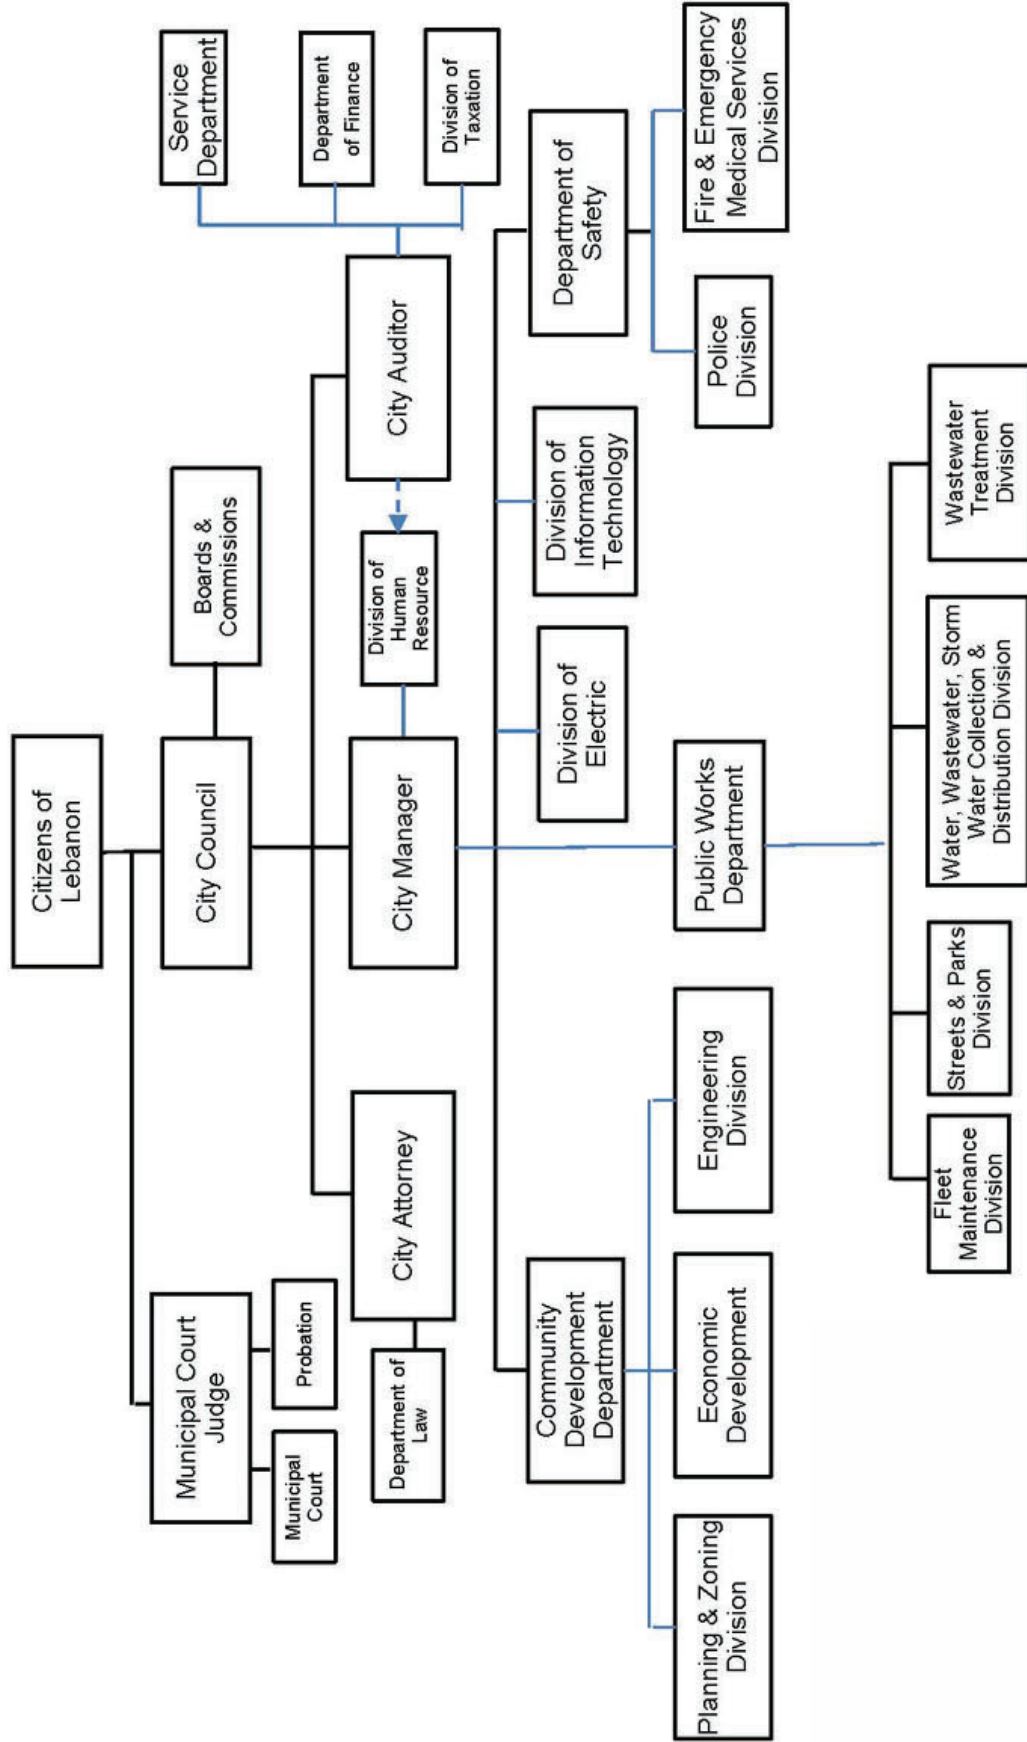 Citizens of
Lebanon
Municipal Court
Judge
City Council
Boards &
Commissions
Service
Department
Municipal
Court
Probation
Department
of Finance
City Attorney
City Manager
Division of
Human
Resource
City Auditor
Division of
Taxation
Department of
Law
Community
Development
Department
Division of
Electric
Division of
Information
Technology
Department of
Safety
Planning & Zoning
Division
Economic
Development
Engineering
Division
Public Works
Department
Police
Division
Fire & Emergency
Medical Services
Division
Fleet
Maintenance
Division
Streets & Parks
Division
Water, Wastewater, Storm
Water Collection &
Distribution Division
Wastewater
Treatment
Division